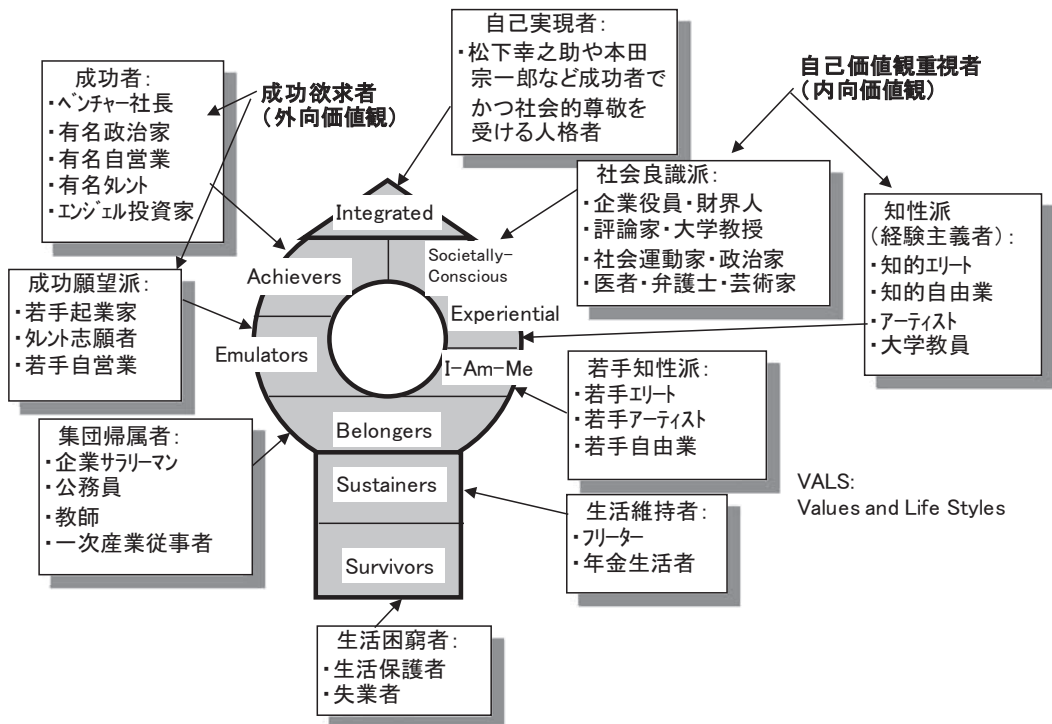 自己実現者：
・松下幸之助や本田
宗一郎など成功者で
かつ社会的尊敬を
受ける人格者
成功者：
・ベンチャー社長
・有名政治家
・有名自営業
・有名タレント
・エンジェル投資家
成功欲求者
（外向価値観）
自己価値観重視者
（内向価値観）
社会良識派：
・企業役員・財界人
・評論家・大学教授
・社会運動家・政治家
・医者・弁護士・芸術家
知性派
(経験主義者)：
・知的エリート
・知的自由業
・アーティスト
・大学教員
成功願望派：
・若手起業家
・タレント志願者
・若手自営業
Integrated
Achievers
Societally-
Conscious
Experiential
Emulators
I-Am-Me
Belongers
Sustainers
Survivors
若手知性派：
・若手エリート
・若手アーティスト
・若手自由業
集団帰属者：
・企業サラリーマン
・公務員
・教師
・一次産業従事者
VALS:
Values and Life Styles
生活維持者：
・フリーター
・年金生活者
生活困窮者：
・生活保護者
・失業者